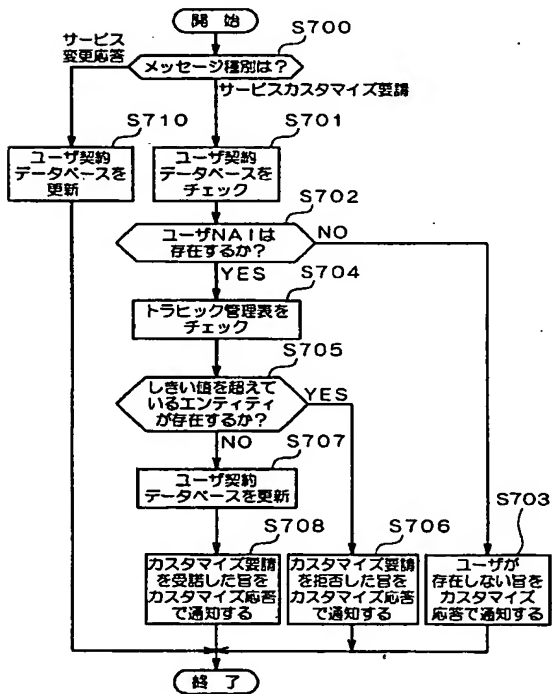 開始
S700
サービス
変更応答
メッセージ種別は?
サービスカスタマイズ要請
S710
S701
ユーザ契約
データベースを
更新
ユーザ契約
データベースを
チェック
S702
ユーザNAIは
存在するか?
NO
YES
S704
トラヒック管理表を
チェック
S705
しきい値を超えて
いるエンティティ
が存在するか?
YES
NO
S707
ユーザ契約
データベースを更新
S708
S706
S703
カスタマイズ要請
を受諾した旨を
カスタマイズ応答
で通知する
カスタマイズ要請
を拒否した旨を
カスタマイズ応答
で通知する
ユーザが
存在しない旨を
カスタマイズ
応答で通知する
終了